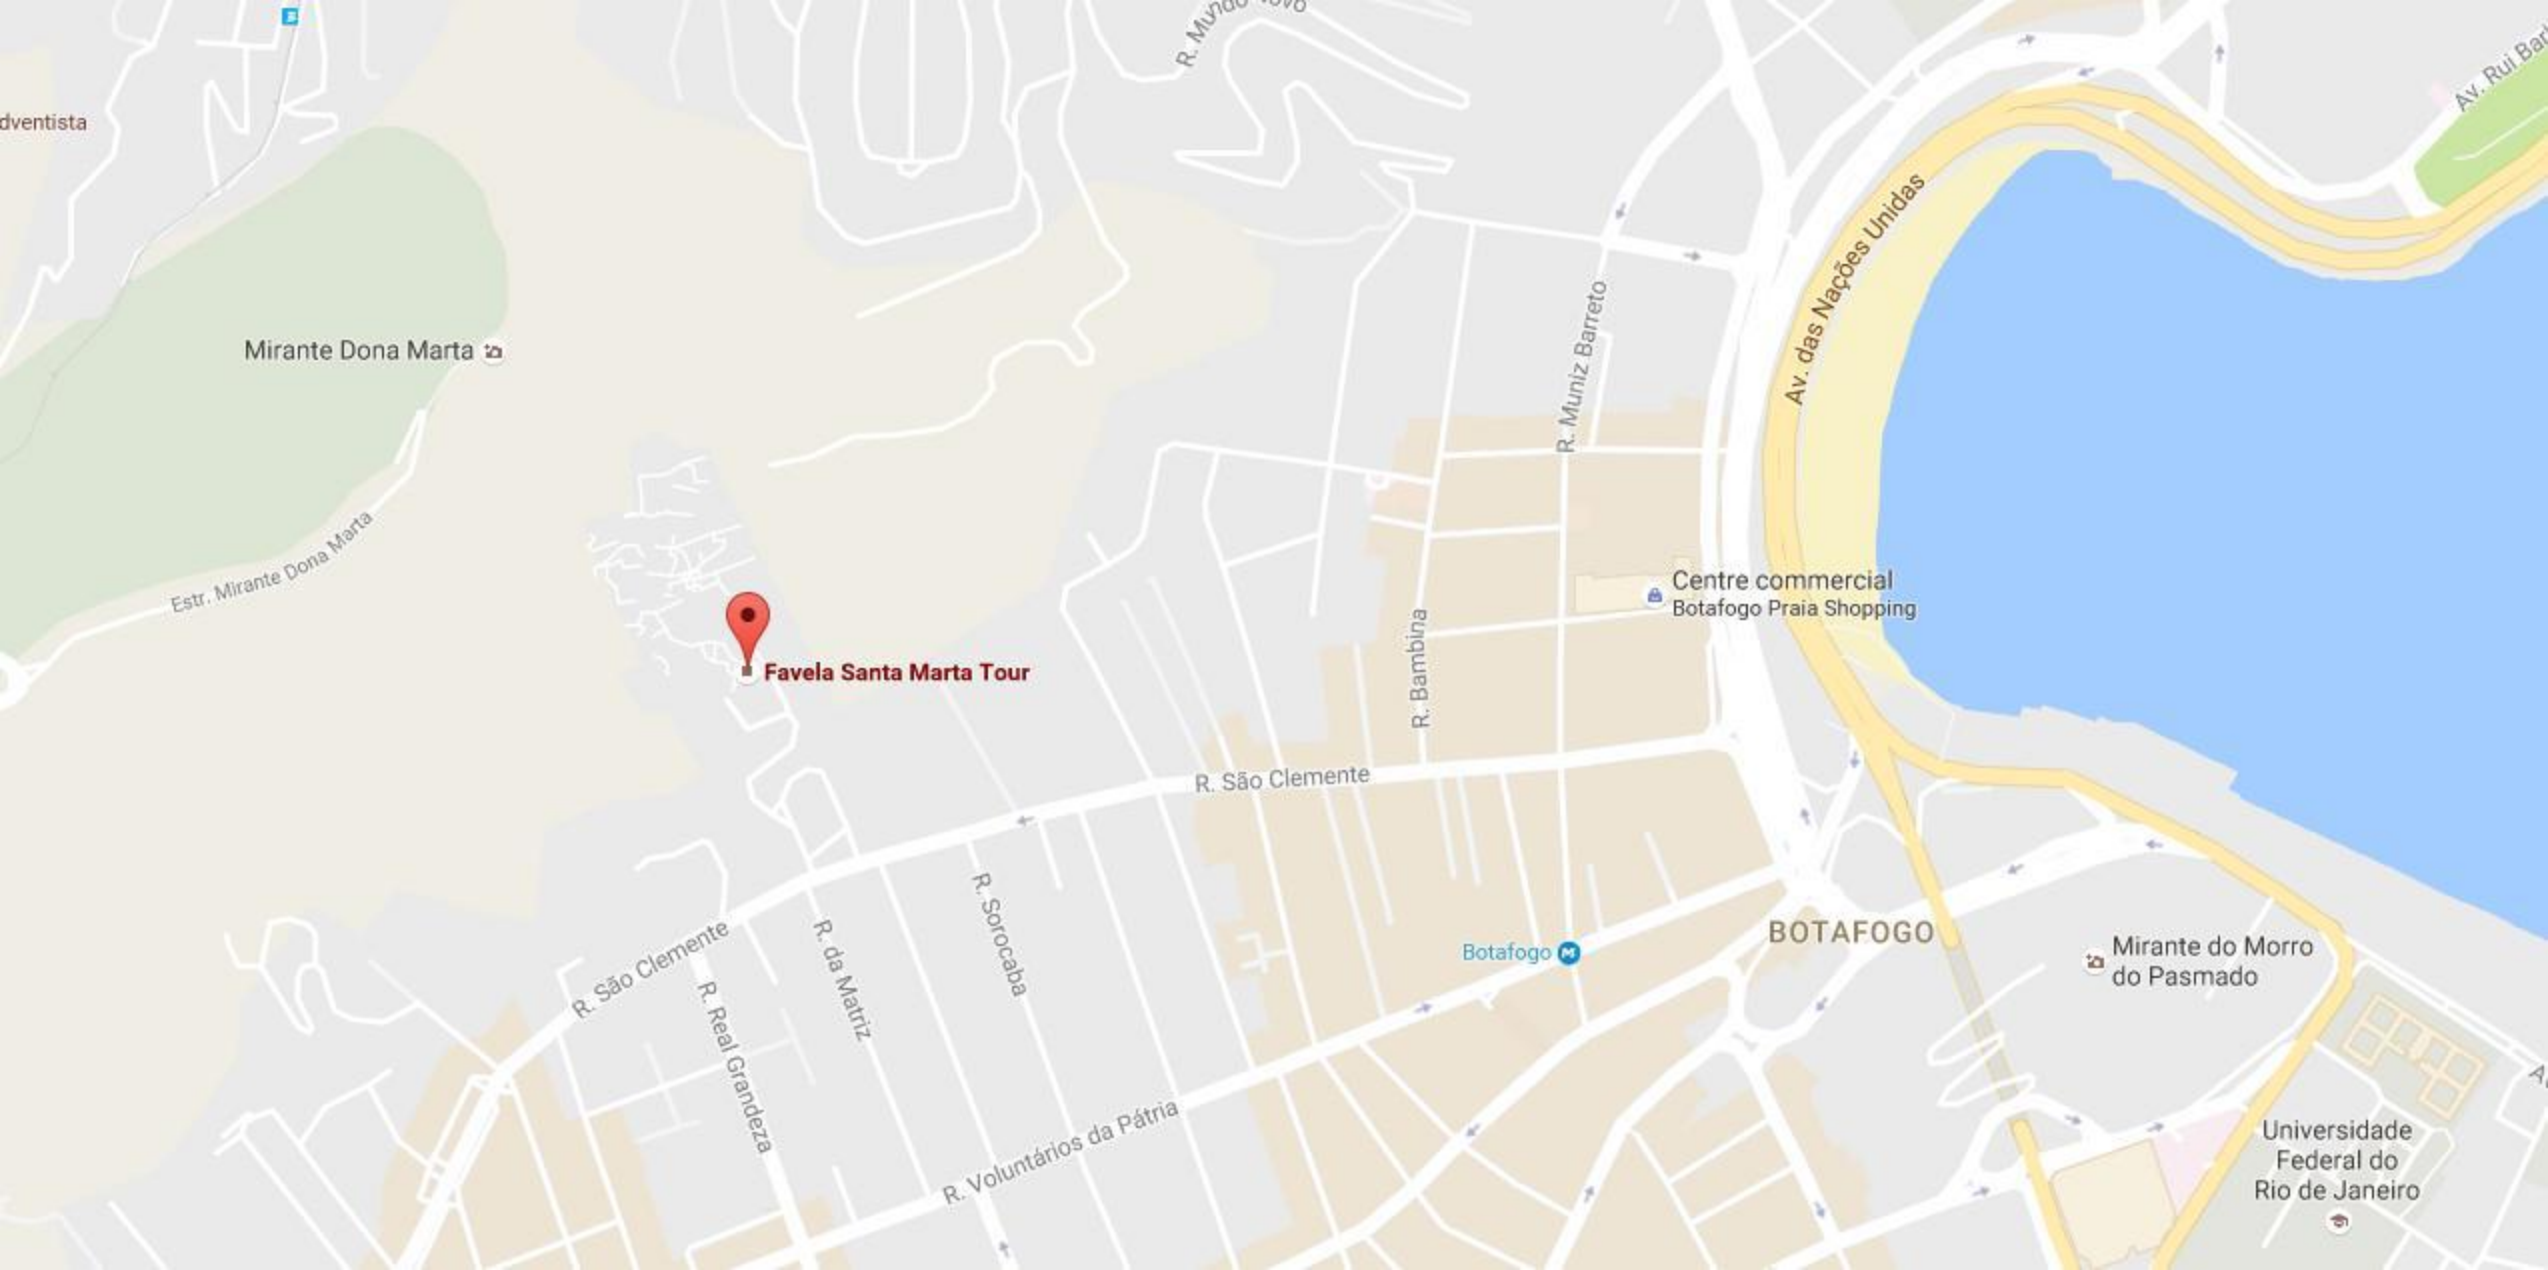 R. Mundo Novo
Av. Rui Bar
dventista
Av. das Nações Unidas
Mirante Dona Marta
R. Muniz Barreto
Estr. Mirante Dona Marta
Centre commercial
Botafogo Praia Shopping
R. Bambina
Favela Santa Marta Tour
R. São Clemente
R. Sorocaba
R. São Clemente
R. da Matriz
BOTAFOGO
Botafogo
Mirante do Morro
do Pasmado
R. Real Grandeza
R. Voluntários da Pátria
Universidade
Federal do
Rio de Janeiro